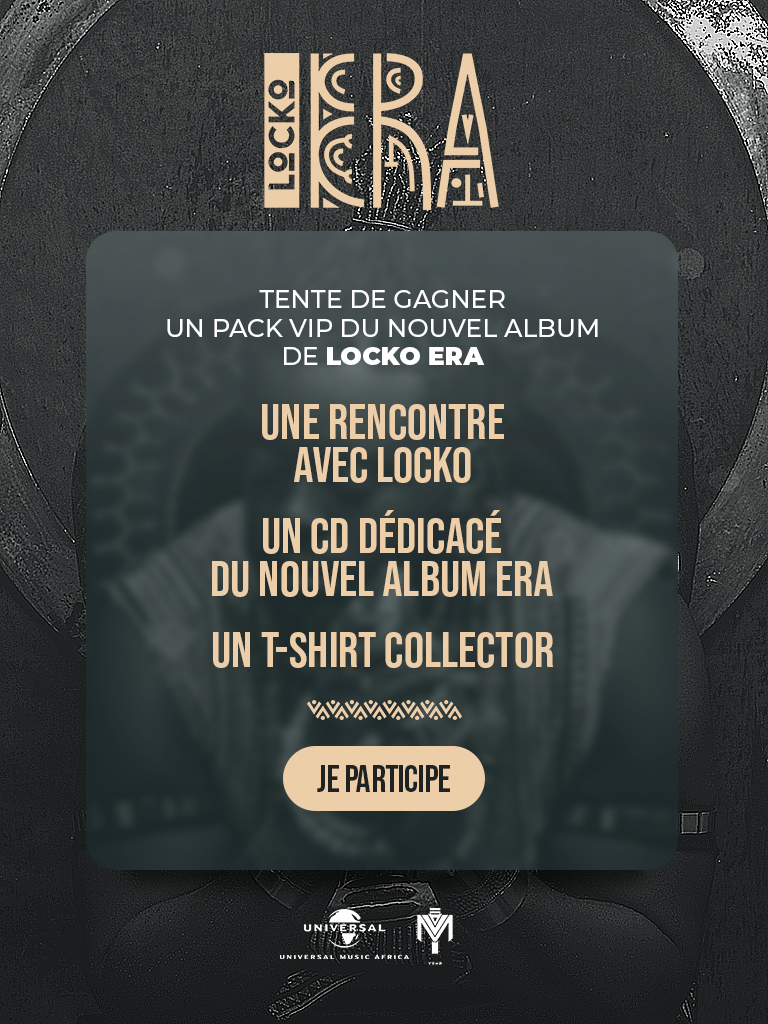 LOCKO
ERA
TENTE DE GAGNER
UN PACK VIP DU NOUVEL ALBUM
DE LOCKO ERA
UNE RENCONTRE
AVEC LOCKO
UN CD DÉDICACÉ
DU NOUVEL ALBUM ERA
UN T-SHIRT COLLECTOR
JE PARTICIPE
UNIVERSAL
UNIVERSAL MUSIC AFRICA